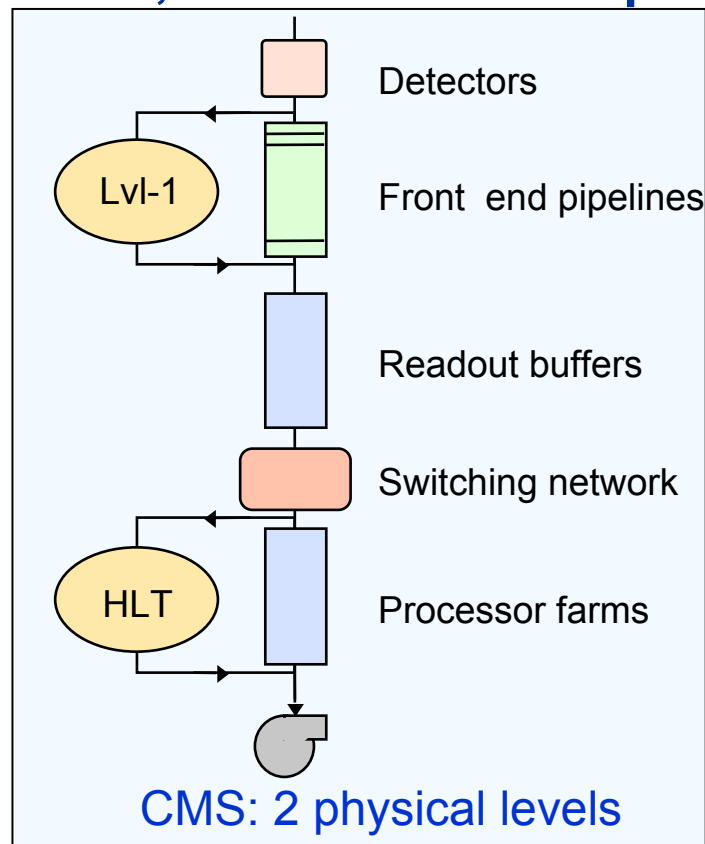 Detectors
Lvl-1
Front end pipelines
Readout buffers
Switching network
HLT
Processor farms
CMS: 2 physical levels